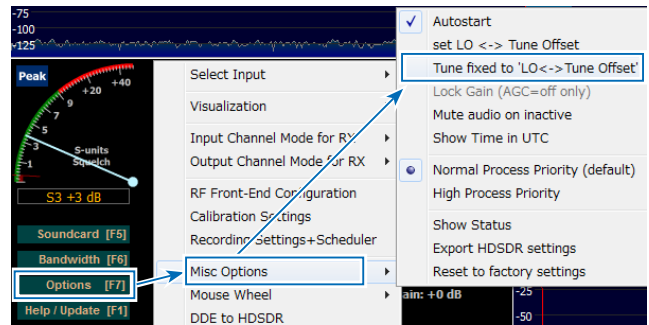 -75
-100
-125
Peak
+20
+40
9
7
5
3
1
S-units
Squelch
S3 +3 dB
Soundcard [F5]
Bandwidth [F6]
Options [F7]
Help / Update [F1]
Select Input
Visualization
Input Channel Mode for RX
Output Channel Mode for RX
RF Front-End Configuration
Calibration Settings
Recording Settings+Scheduler
Misc Options
Mouse Wheel
DDE to HDSDR
Autostart
set LO <-> Tune Offset
Tune fixed to 'LO<->Tune Offset'
Lock Gain (AGC=off only)
Mute audio on inactive
Show Time in UTC
Normal Process Priority (default)
High Process Priority
Show Status
Export HDSDR settings
Reset to factory settings
ain: +0 dB
-25
-50